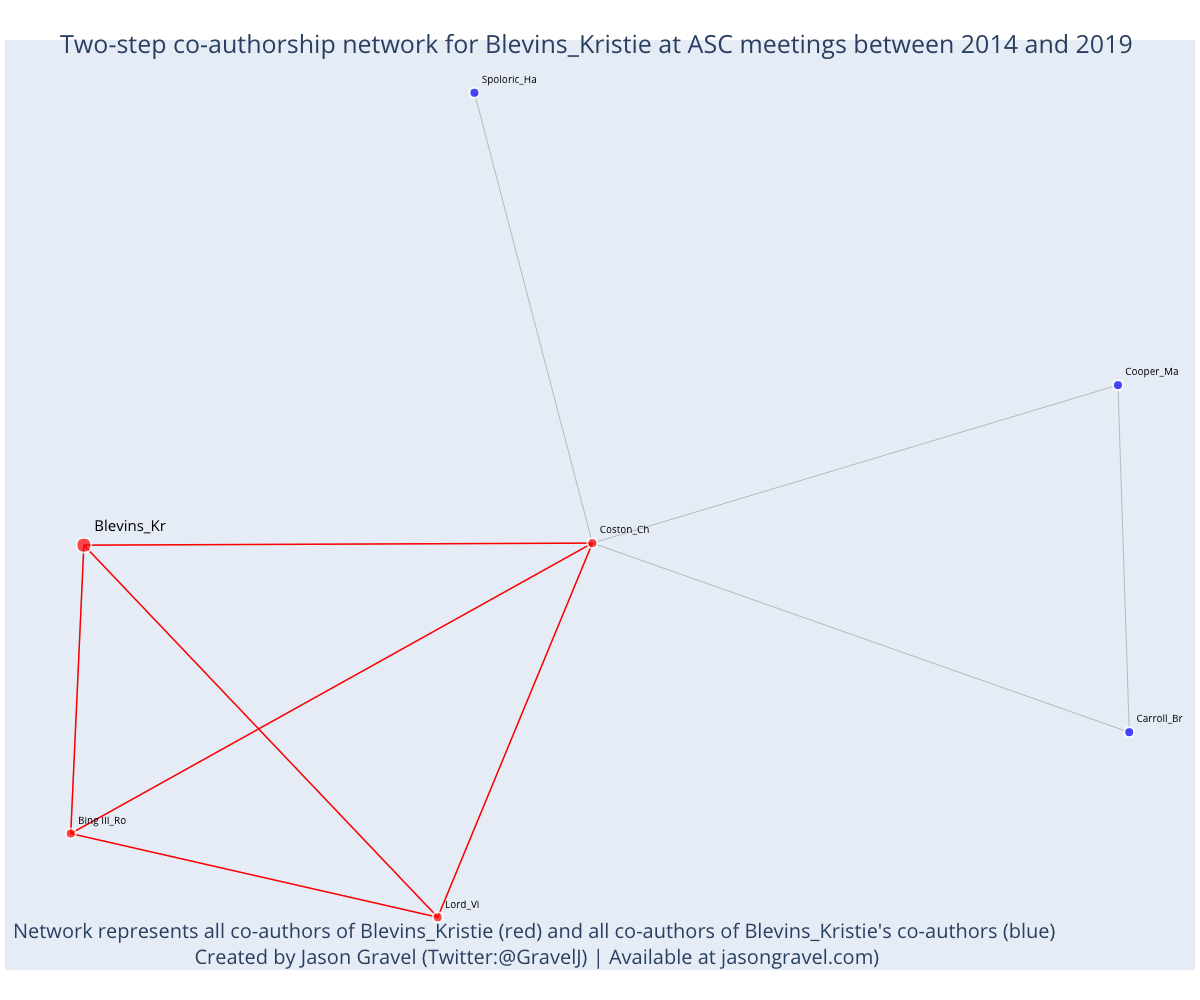 Two-step co-authorship network for Blevins_Kristie at ASC meetings between 2014 and 2019
Spoloric_Ha
Cooper_Ma
Blevins_Kr
Coston_Ch
Carroll_Br
Bing III_Ro
Lord_Vi
Network represents all co-authors of Blevins_Kristie (red) and all co-authors of Blevins_Kristie's co-authors (blue)
Created by Jason Gravel (Twitter:@GravelJ) | Available at jasongravel.com)